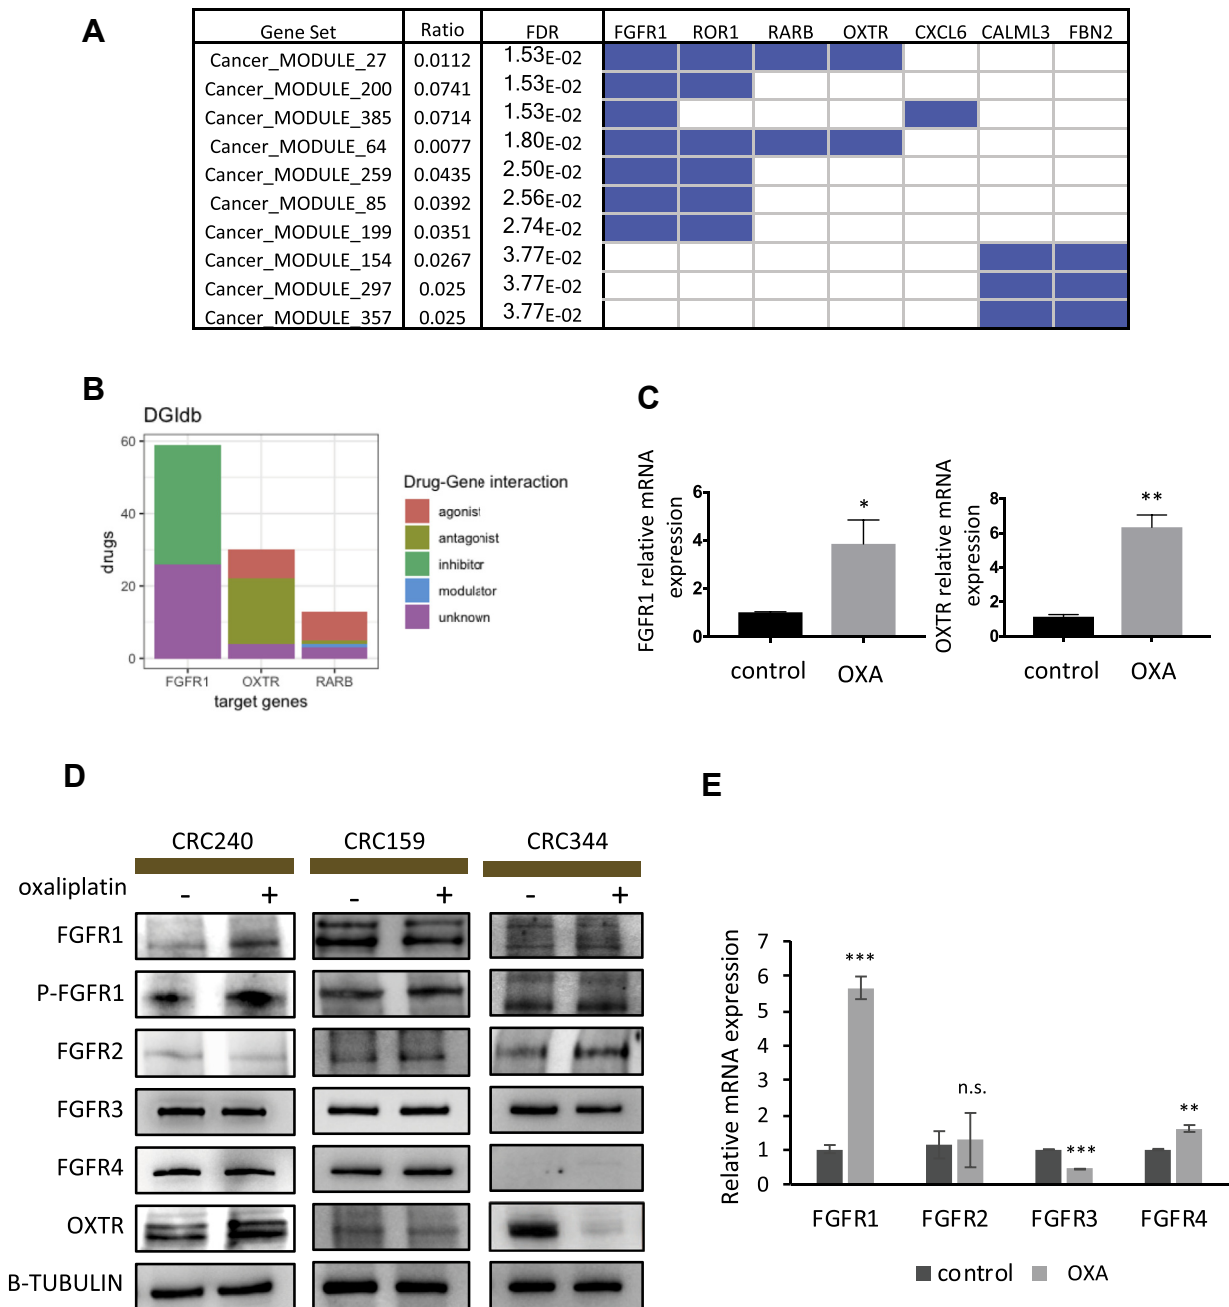 A
Gene Set Ratio FDR FGFR1 ROR1 RARB OXTR CXCL6 CALML3 FBN2
Cancer_MODULE_27 0.0112 1.53E-02
Cancer_MODULE_200 0.0741 1.53E-02
Cancer_MODULE_385 0.0714 1.53E-02
Cancer_MODULE_64 0.0077 1.80E-02
Cancer_MODULE_259 0.0435 2.50E-02
Cancer_MODULE_85 0.0392 2.56E-02
Cancer_MODULE_199 0.0351 2.74E-02
Cancer_MODULE_154 0.0267 3.77E-02
Cancer_MODULE_297 0.025 3.77E-02
Cancer_MODULE_357 0.025 3.77E-02
B
DGIdb
60
40
20
0
drugs
FGFR1 OXTR RARB
target genes
Drug-Gene interaction
agonist
antagonist
inhibitor
modulator
unknown
C
FGFR1 relative mRNA
expression
6
4
2
0
*
control OXA
OXTR relative mRNA
expression
8
6
4
2
0
**
control OXA
D
CRC240 CRC159 CRC344
oxaliplatin - + - + - +
FGFR1
P-FGFR1
FGFR2
FGFR3
FGFR4
OXTR
B-TUBULIN
E
Relative mRNA expression
7
6
5
4
3
2
1
0
***
n.s.
***
**
FGFR1 FGFR2 FGFR3 FGFR4
control OXA